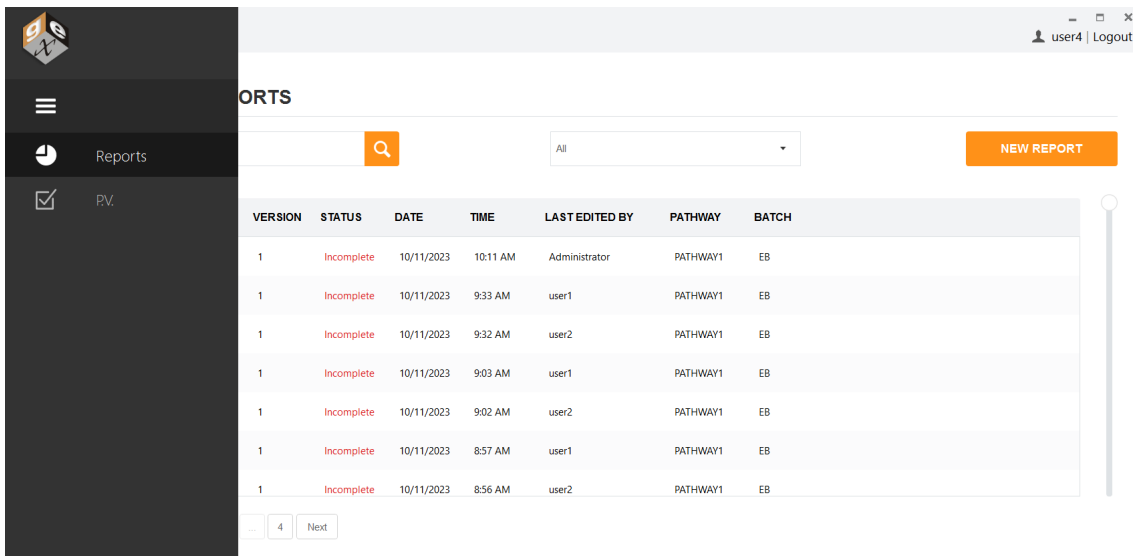 gex
user4 | Logout
ORTS
Reports
All
NEW REPORT
P.V.
VERSION STATUS DATE TIME LAST EDITED BY PATHWAY BATCH
1 Incomplete 10/11/2023 10:11 AM Administrator PATHWAY1 EB
1 Incomplete 10/11/2023 9:33 AM user1 PATHWAY1 EB
1 Incomplete 10/11/2023 9:32 AM user2 PATHWAY1 EB
1 Incomplete 10/11/2023 9:03 AM user1 PATHWAY1 EB
1 Incomplete 10/11/2023 9:02 AM user2 PATHWAY1 EB
1 Incomplete 10/11/2023 8:57 AM user1 PATHWAY1 EB
1 Incomplete 10/11/2023 8:56 AM user2 PATHWAY1 EB
... 4 Next